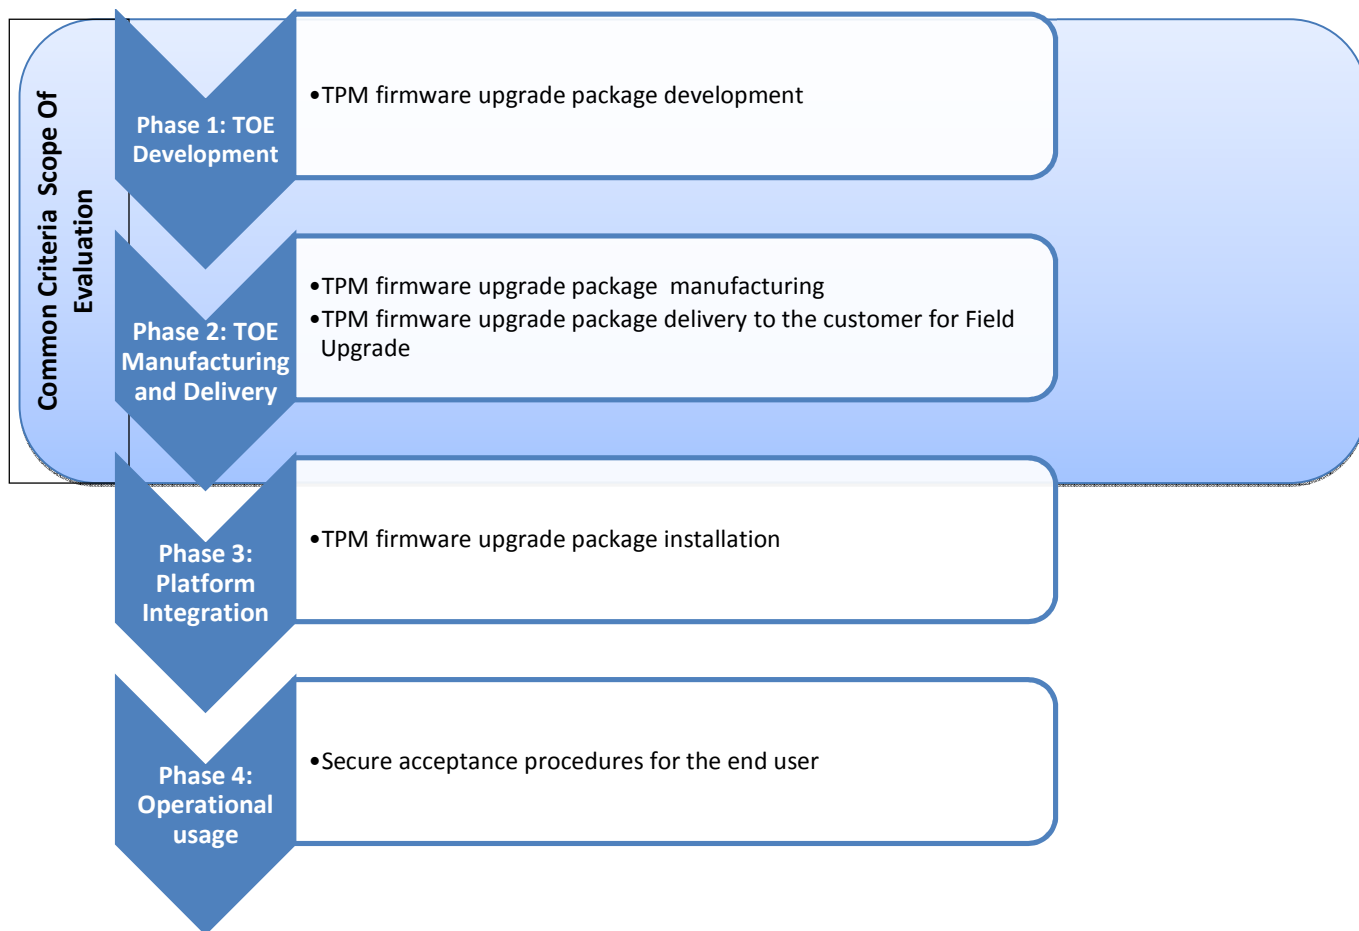 Common Criteria Scope Of
Evaluation
Phase 1: TOE
Development
•TPM firmware upgrade package development
Phase 2: TOE
Manufacturing
and Delivery
•TPM firmware upgrade package manufacturing
•TPM firmware upgrade package delivery to the customer for Field
Upgrade
Phase 3:
Platform
Integration
•TPM firmware upgrade package installation
Phase 4:
Operational
usage
•Secure acceptance procedures for the end user